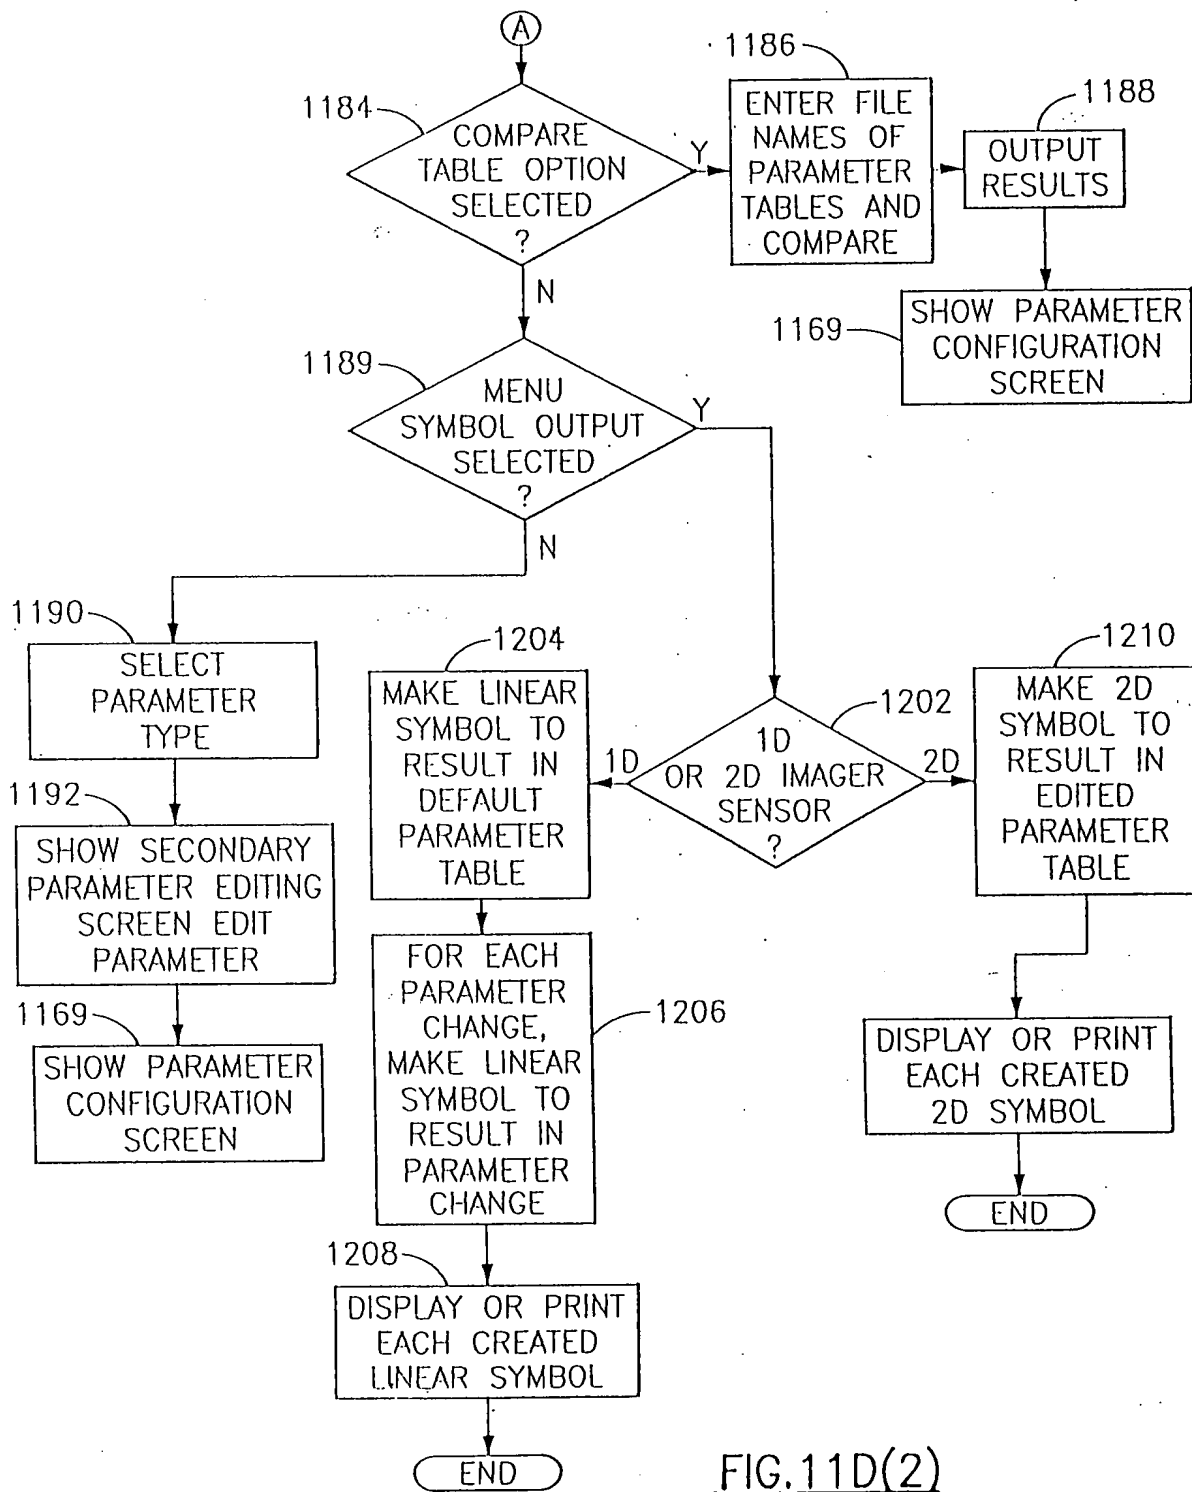 A
1184
COMPARE
TABLE OPTION
SELECTED
?
Y
N
1186
ENTER FILE
NAMES OF
PARAMETER
TABLES AND
COMPARE
1188
OUTPUT
RESULTS
1169
SHOW PARAMETER
CONFIGURATION
SCREEN
1189
MENU
SYMBOL OUTPUT
SELECTED
?
Y
N
1190
SELECT
PARAMETER
TYPE
1192
SHOW SECONDARY
PARAMETER EDITING
SCREEN EDIT
PARAMETER
1169
SHOW PARAMETER
CONFIGURATION
SCREEN
1202
1D
OR 2D IMAGER
SENSOR
?
1D
2D
1204
MAKE LINEAR
SYMBOL TO
RESULT IN
DEFAULT
PARAMETER
TABLE
1206
FOR EACH
PARAMETER
CHANGE,
MAKE LINEAR
SYMBOL TO
RESULT IN
PARAMETER
CHANGE
1208
DISPLAY OR PRINT
EACH CREATED
LINEAR SYMBOL
END
1210
MAKE 2D
SYMBOL TO
RESULT IN
EDITED
PARAMETER
TABLE
DISPLAY OR PRINT
EACH CREATED
2D SYMBOL
END
FIG.11D(2)